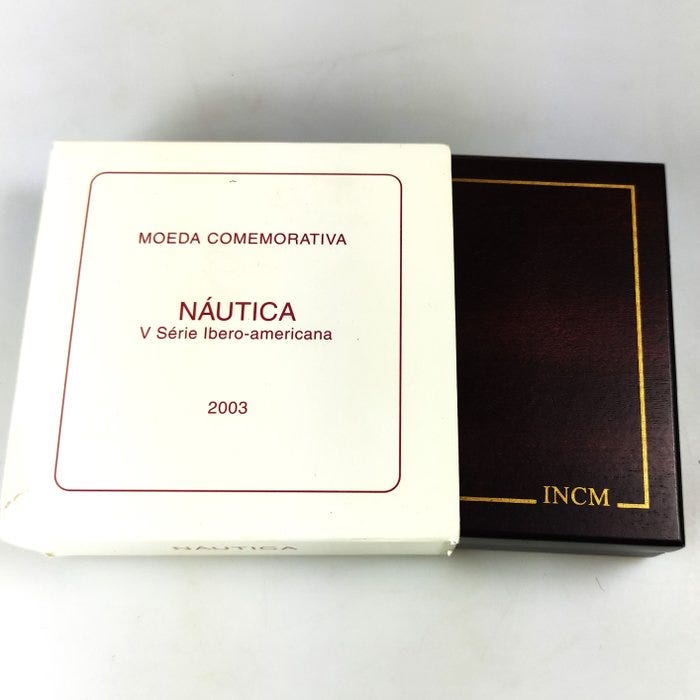 MOEDA COMEMORATIVA
NÁUTICA
V Série Ibero-americana
2003
INCM
NÁUTICA